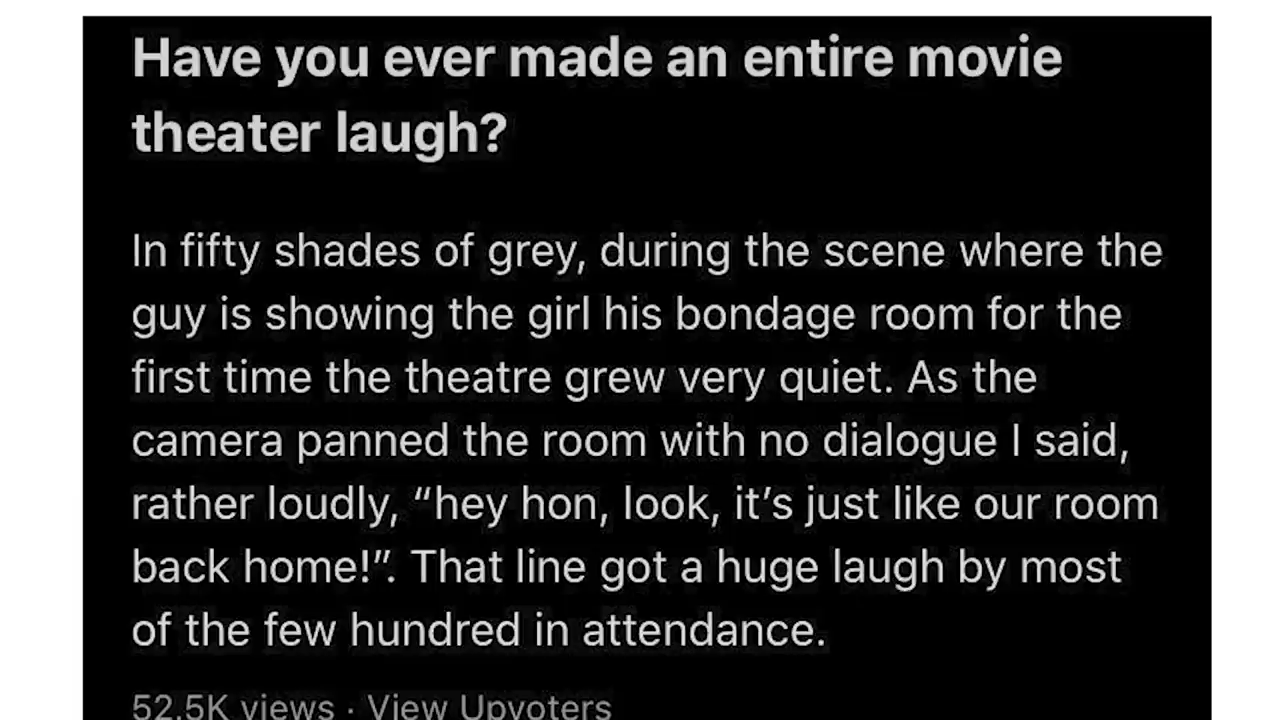 Have you ever made an entire movie
theater laugh?
In fifty shades of grey, during the scene where the
guy is showing the girl his bondage room for the
first time the theatre grew very quiet. As the
camera panned the room with no dialogue I said,
rather loudly, “hey hon, look, it’s just like our room
back home!”. That line got a huge laugh by most
of the few hundred in attendance.
52.5K views · View Upvoters